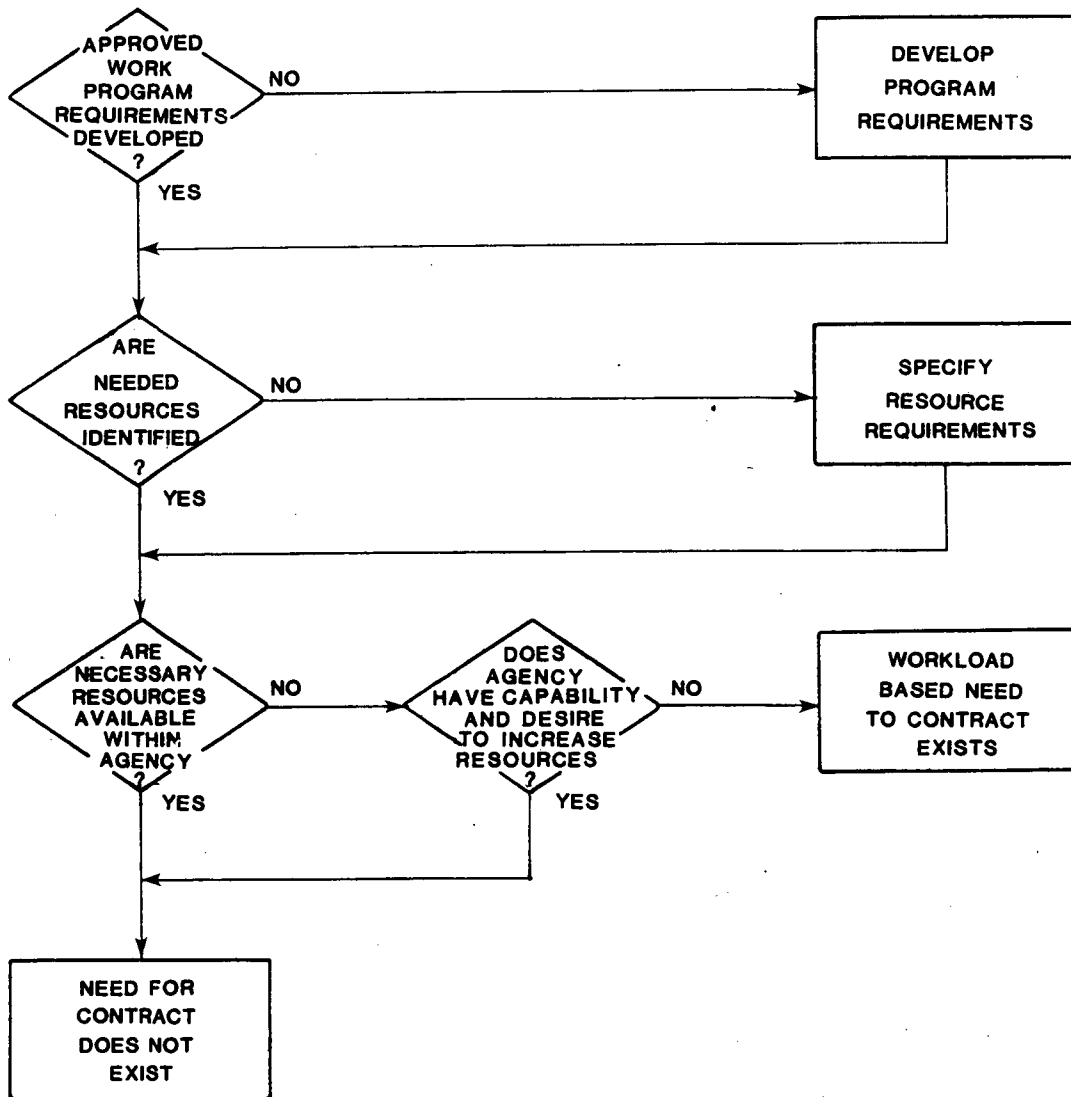 APPROVED
WORK
PROGRAM
REQUIREMENTS
DEVELOPED
?
NO
YES
DEVELOP
PROGRAM
REQUIREMENTS
ARE
NEEDED
RESOURCES
IDENTIFIED
?
NO
YES
SPECIFY
RESOURCE
REQUIREMENTS
ARE
NECESSARY
RESOURCES
AVAILABLE
WITHIN
AGENCY
?
NO
YES
DOES
AGENCY
HAVE CAPABILITY
AND DESIRE
TO INCREASE
RESOURCES
?
NO
YES
WORKLOAD
BASED NEED
TO CONTRACT
EXISTS
NEED FOR
CONTRACT
DOES NOT
EXIST